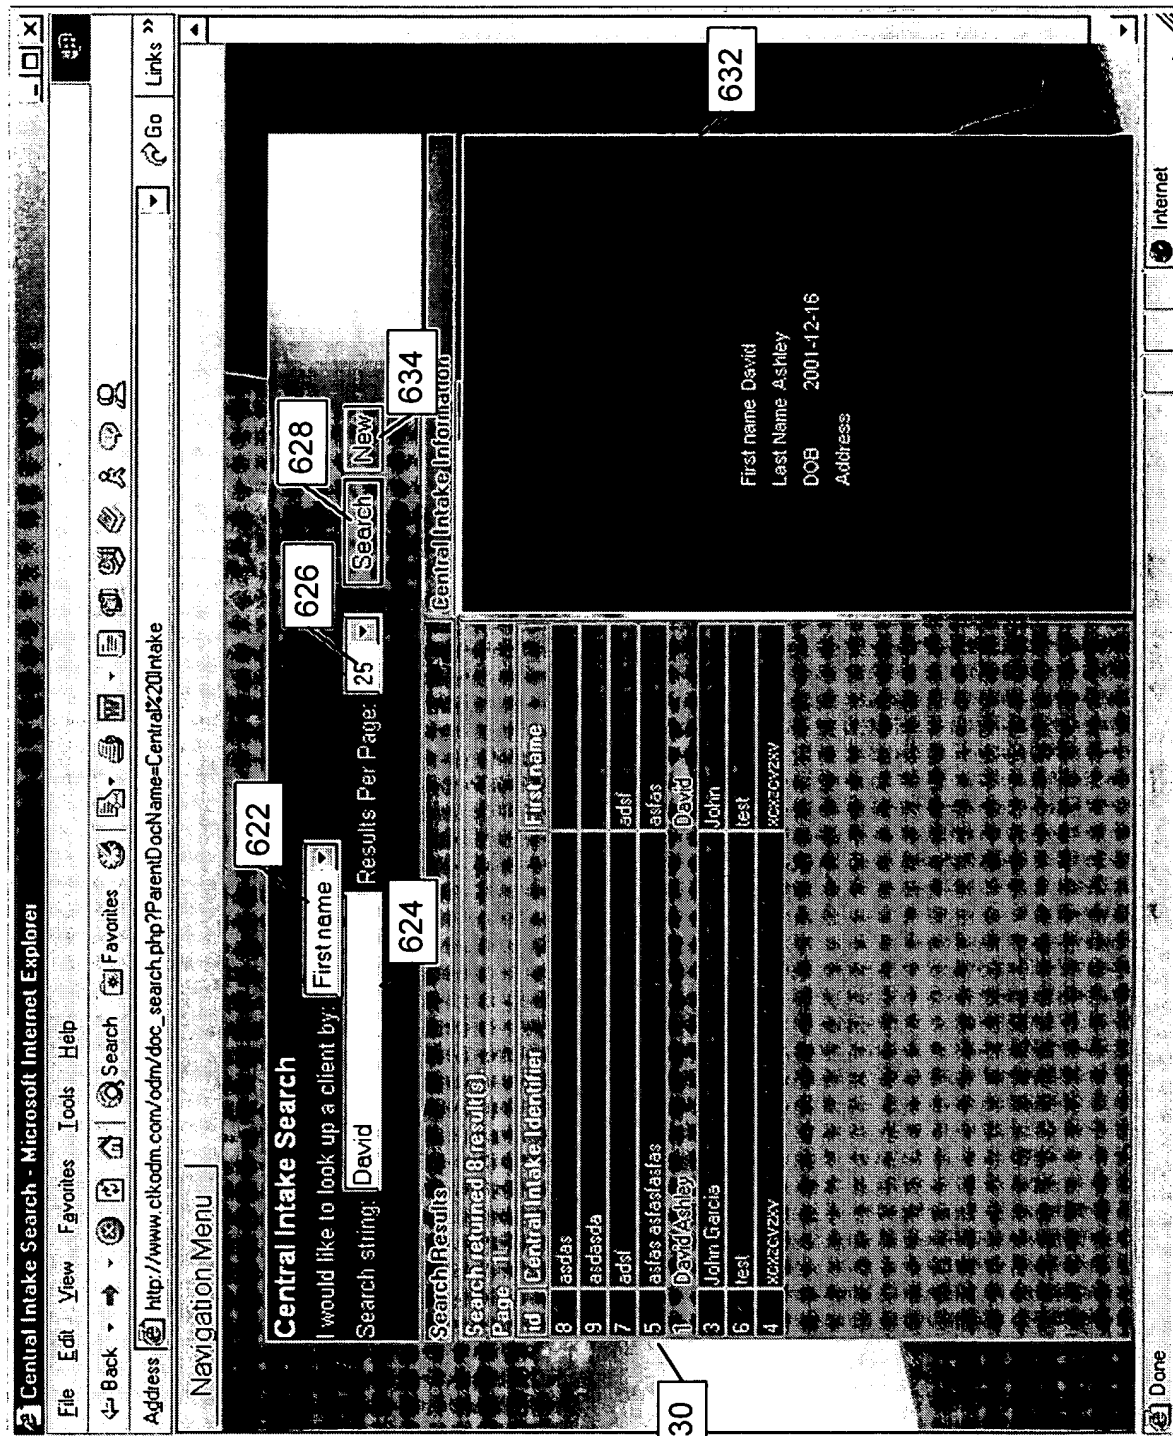 Central Intake Search - Microsoft Internet Explorer
File Edit View Favorites Tools Help
Back Search Favorites
Address http://www.ctkodm.com/odm/doc_search.php?ParentDocName=Central%20Intake Go Links »
Navigation Menu
622
626
628
Central Intake Search
I would like to look up a client by: First name
Search string: David Results Per Page: 25 Search New
624
634
Search Results Central Intake Information
Search returned 8 result(s)
Page
id Central Intake Identifier First name
8 asdas
9 asdasda
7 adsf adsf
5 asfas asfasfasfas asfas
1 David Ashley David
3 John Garcia John
6 test test
4 xcxzcvzxv xcxzcvzxv
First name David
Last Name Ashley
DOB 2001-12-16
Address
632
30
Done Internet